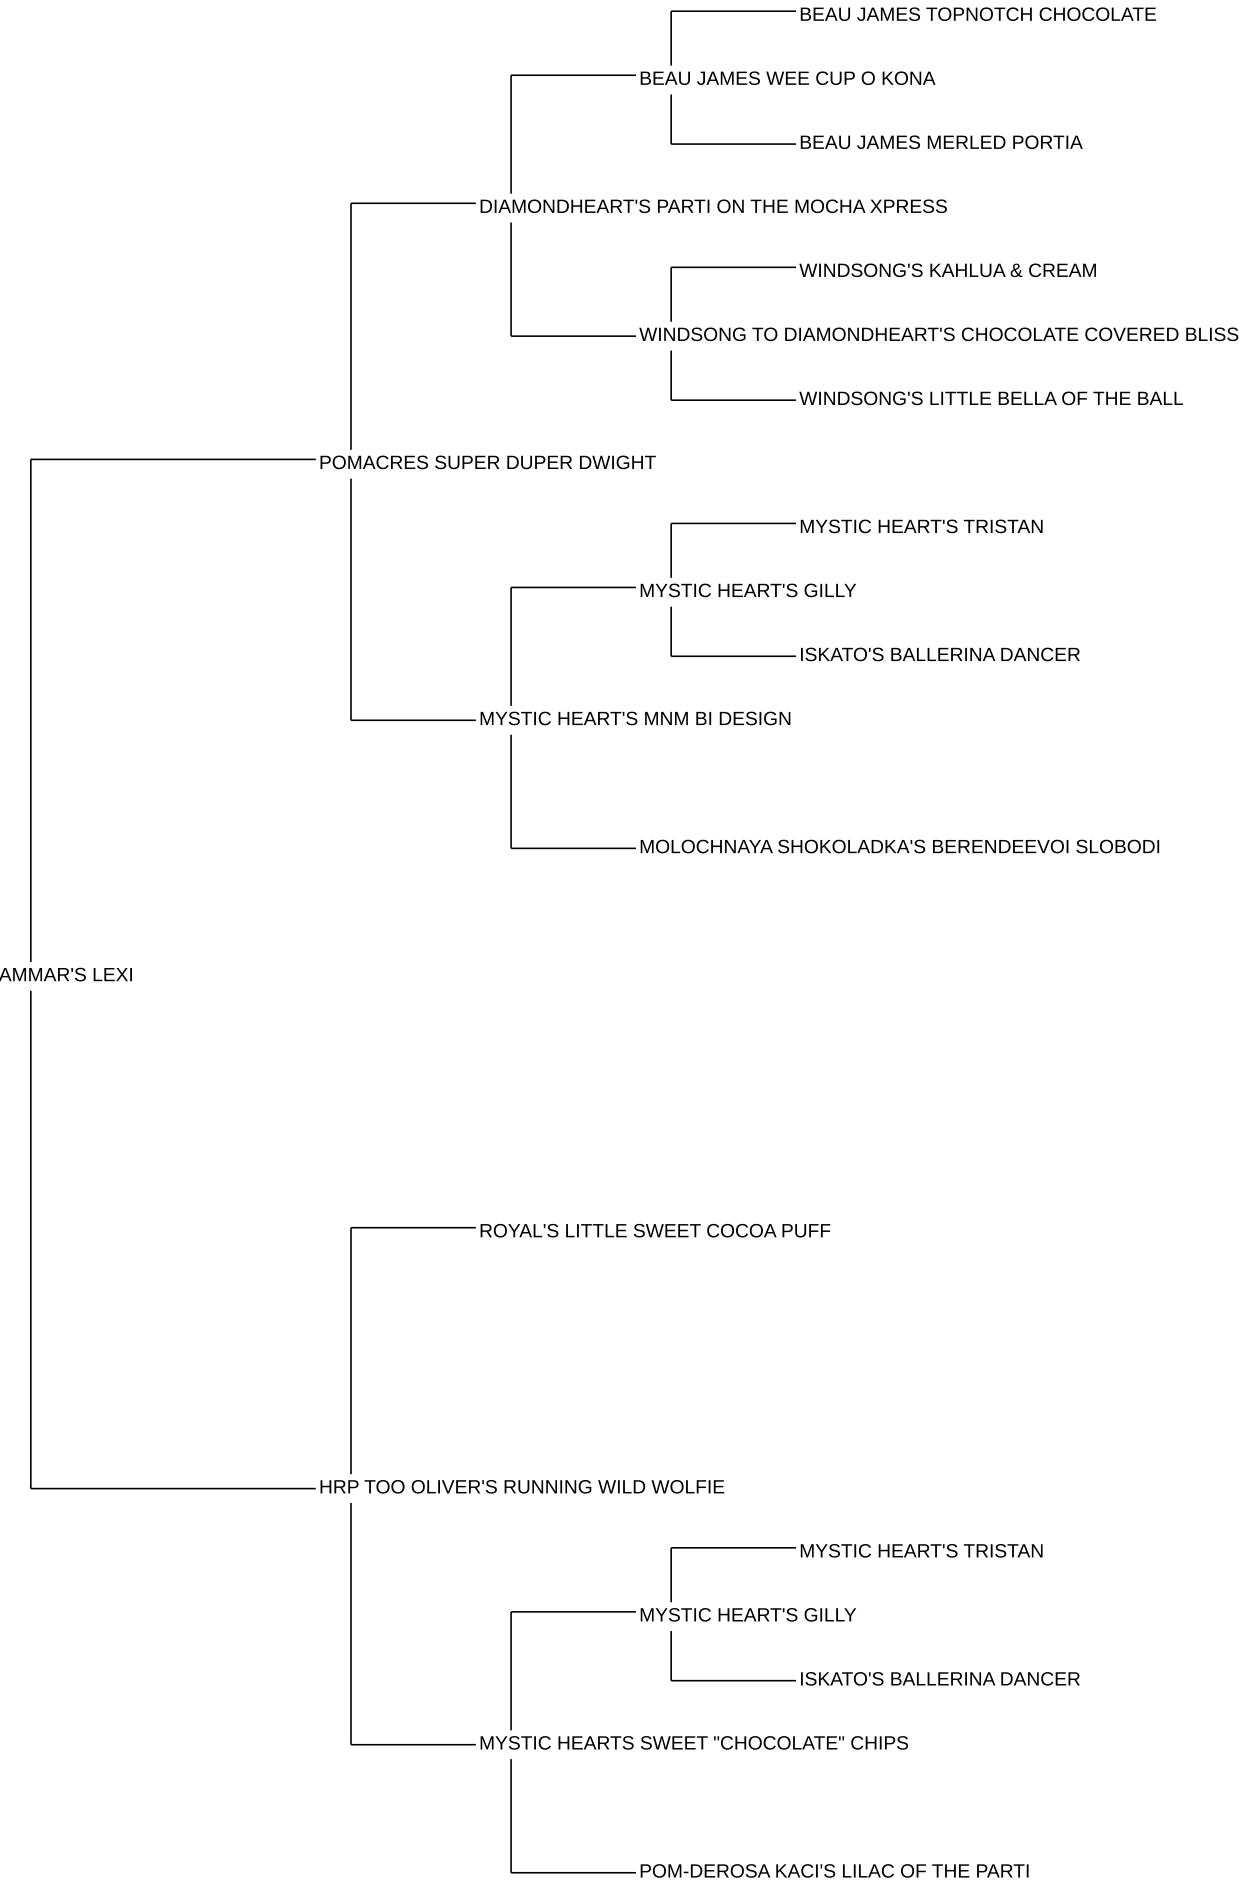 BEAU JAMES TOPNOTCH CHOCOLATE
BEAU JAMES WEE CUP O KONA
BEAU JAMES MERLED PORTIA
DIAMONDHEART'S PARTI ON THE MOCHA XPRESS
WINDSONG'S KAHLUA & CREAM
WINDSONG TO DIAMONDHEART'S CHOCOLATE COVERED BLISS
WINDSONG'S LITTLE BELLA OF THE BALL
POMACRES SUPER DUPER DWIGHT
MYSTIC HEART'S TRISTAN
MYSTIC HEART'S GILLY
ISKATO'S BALLERINA DANCER
MYSTIC HEART'S MNM BI DESIGN
MOLOCHNAYA SHOKOLADKA'S BERENDEEVOI SLOBODI
AMMAR'S LEXI
ROYAL'S LITTLE SWEET COCOA PUFF
HRP TOO OLIVER'S RUNNING WILD WOLFIE
MYSTIC HEART'S TRISTAN
MYSTIC HEART'S GILLY
ISKATO'S BALLERINA DANCER
MYSTIC HEARTS SWEET "CHOCOLATE" CHIPS
POM-DEROSA KACI'S LILAC OF THE PARTI